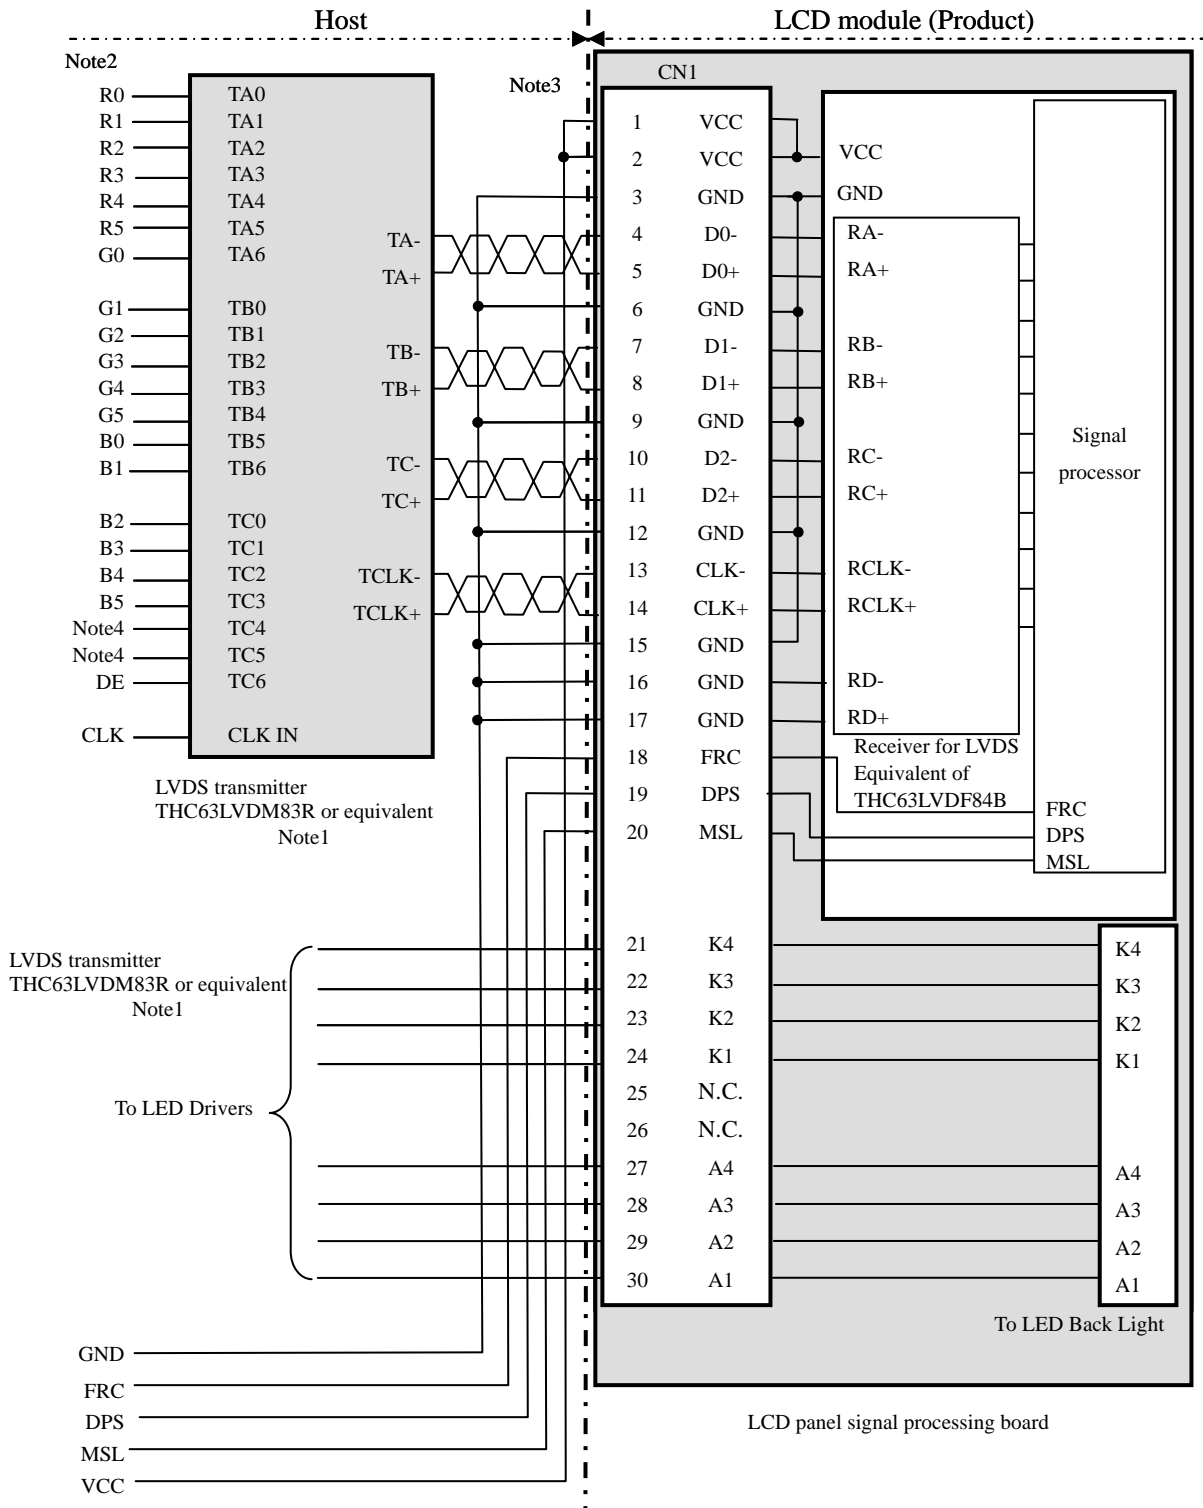 Host
LCD module (Product)
Note2
Note3
CN1
R0 TA0
R1 TA1
R2 TA2
R3 TA3
R4 TA4
R5 TA5
G0 TA6
G1 TB0
G2 TB1
G3 TB2
G4 TB3
G5 TB4
B0 TB5
B1 TB6
B2 TC0
B3 TC1
B4 TC2
B5 TC3
Note4 TC4
Note4 TC5
DE TC6
CLK CLK IN
TA-
TA+
TB-
TB+
TC-
TC+
TCLK-
TCLK+
LVDS transmitter
THC63LVDM83R or equivalent
Note1
1 VCC
2 VCC
3 GND
4 D0-
5 D0+
6 GND
7 D1-
8 D1+
9 GND
10 D2-
11 D2+
12 GND
13 CLK-
14 CLK+
15 GND
16 GND
17 GND
18 FRC
19 DPS
20 MSL
21 K4
22 K3
23 K2
24 K1
25 N.C.
26 N.C.
27 A4
28 A3
29 A2
30 A1
VCC
GND
RA-
RA+
RB-
RB+
RC-
RC+
RCLK-
RCLK+
RD-
RD+
Receiver for LVDS
Equivalent of
THC63LVDF84B
Signal
processor
FRC
DPS
MSL
LVDS transmitter
THC63LVDM83R or equivalent
Note1
To LED Drivers
K4
K3
K2
K1
A4
A3
A2
A1
To LED Back Light
GND
FRC
DPS
MSL
VCC
LCD panel signal processing board